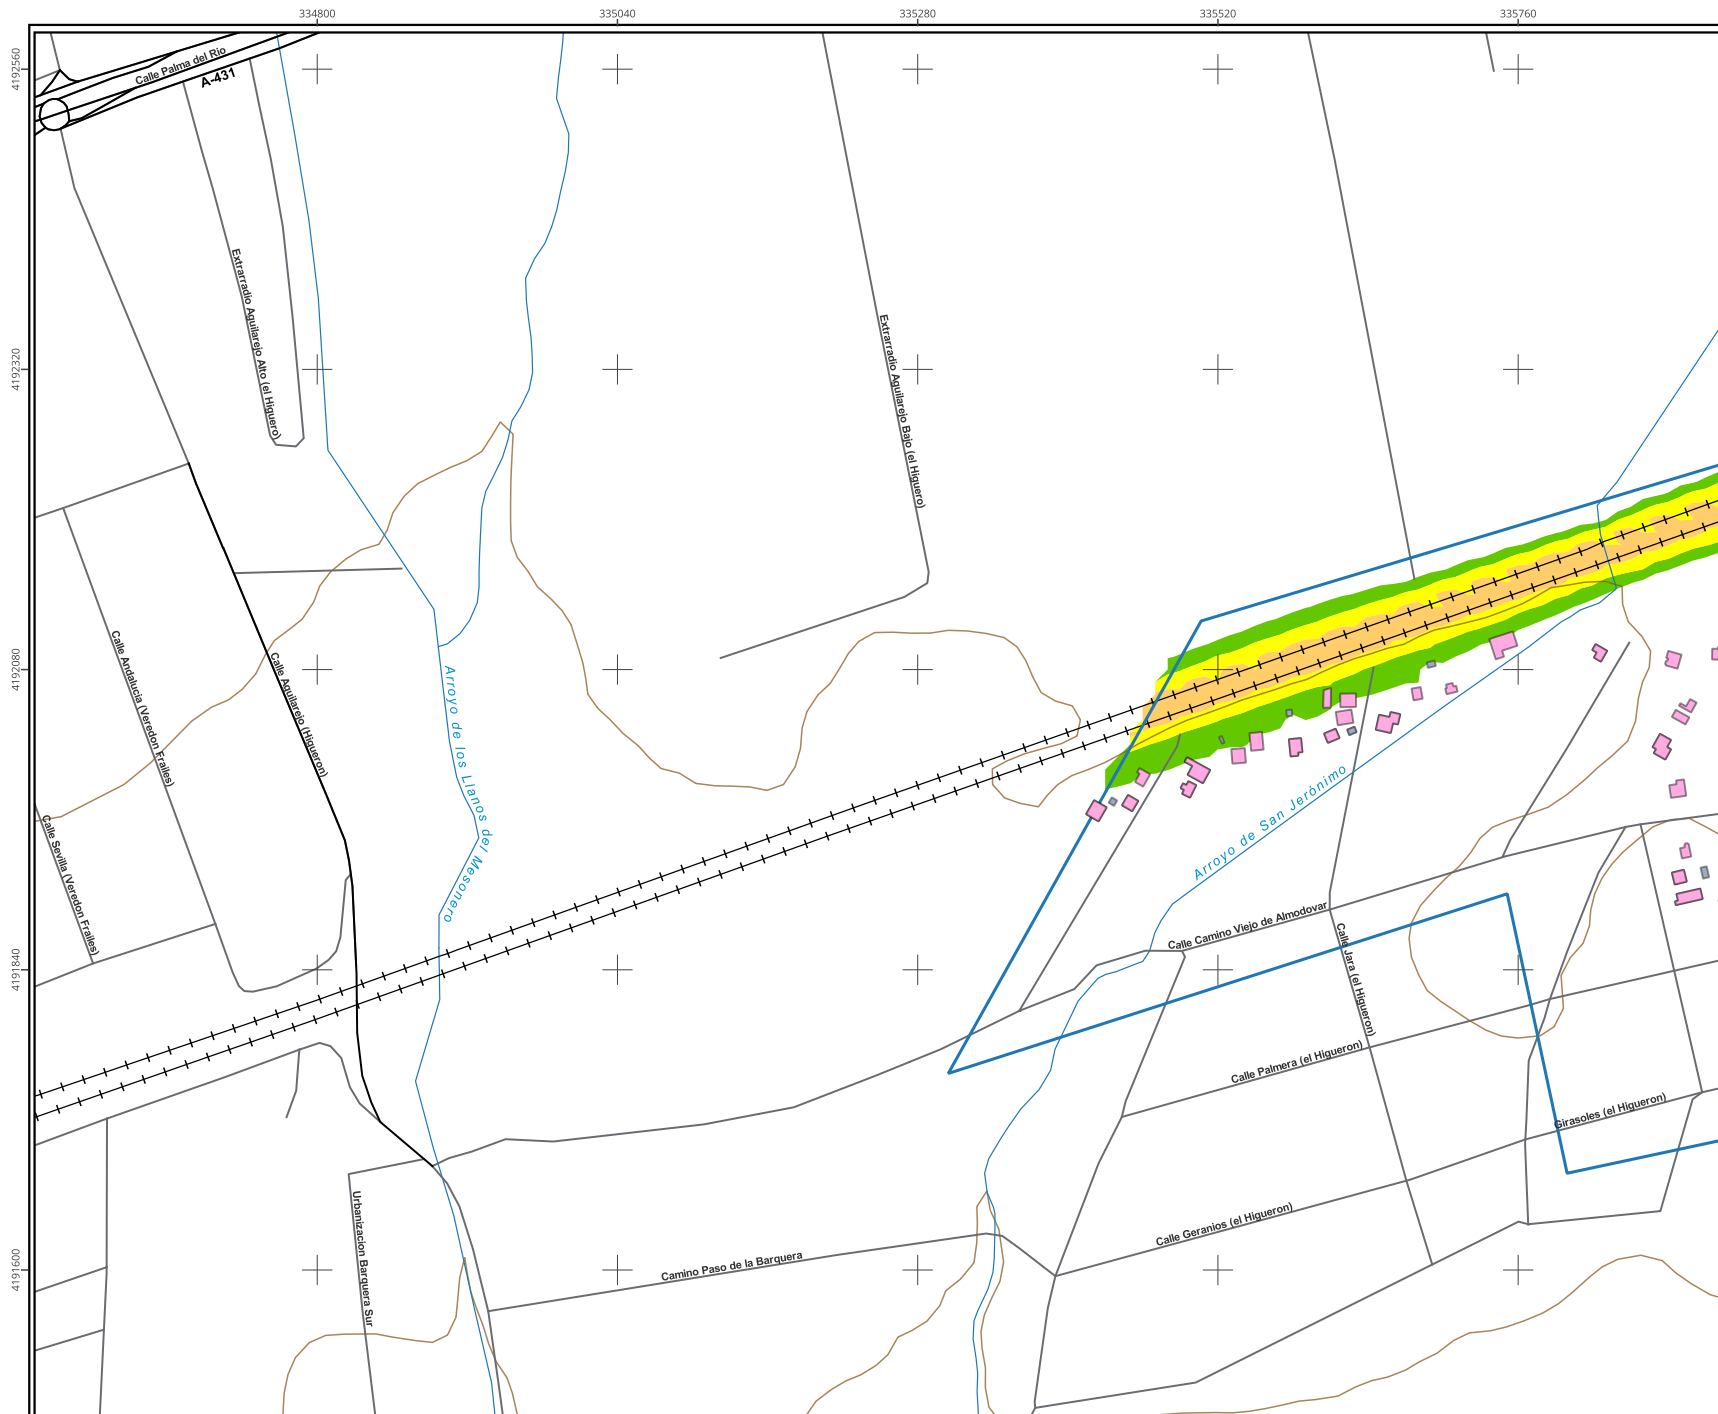 334800
335040
335280
335520
335760
4192560
4192320
4192080
4191840
4191600
Calle Palma del Rio
A-431
Extrarradio Aguilarejo Alto (el Higuero)
Extrarradio Aguilarejo Bajo (el Higuero)
Calle Andalucia (Veredon Frailes)
Calle Aguilarejo (Higueron)
Arroyo de los Llanos del Mesonero
Calle Sevilla (Veredon Frailes)
Arroyo de San Jerónimo
Calle Camino Viejo de Almodovar
Calle Jara (el Higueron)
Calle Palmera (el Higueron)
Girasoles (el Higueron)
Calle Geranios (el Higueron)
Urbanizacion Barquera Sur
Camino Paso de la Barquera